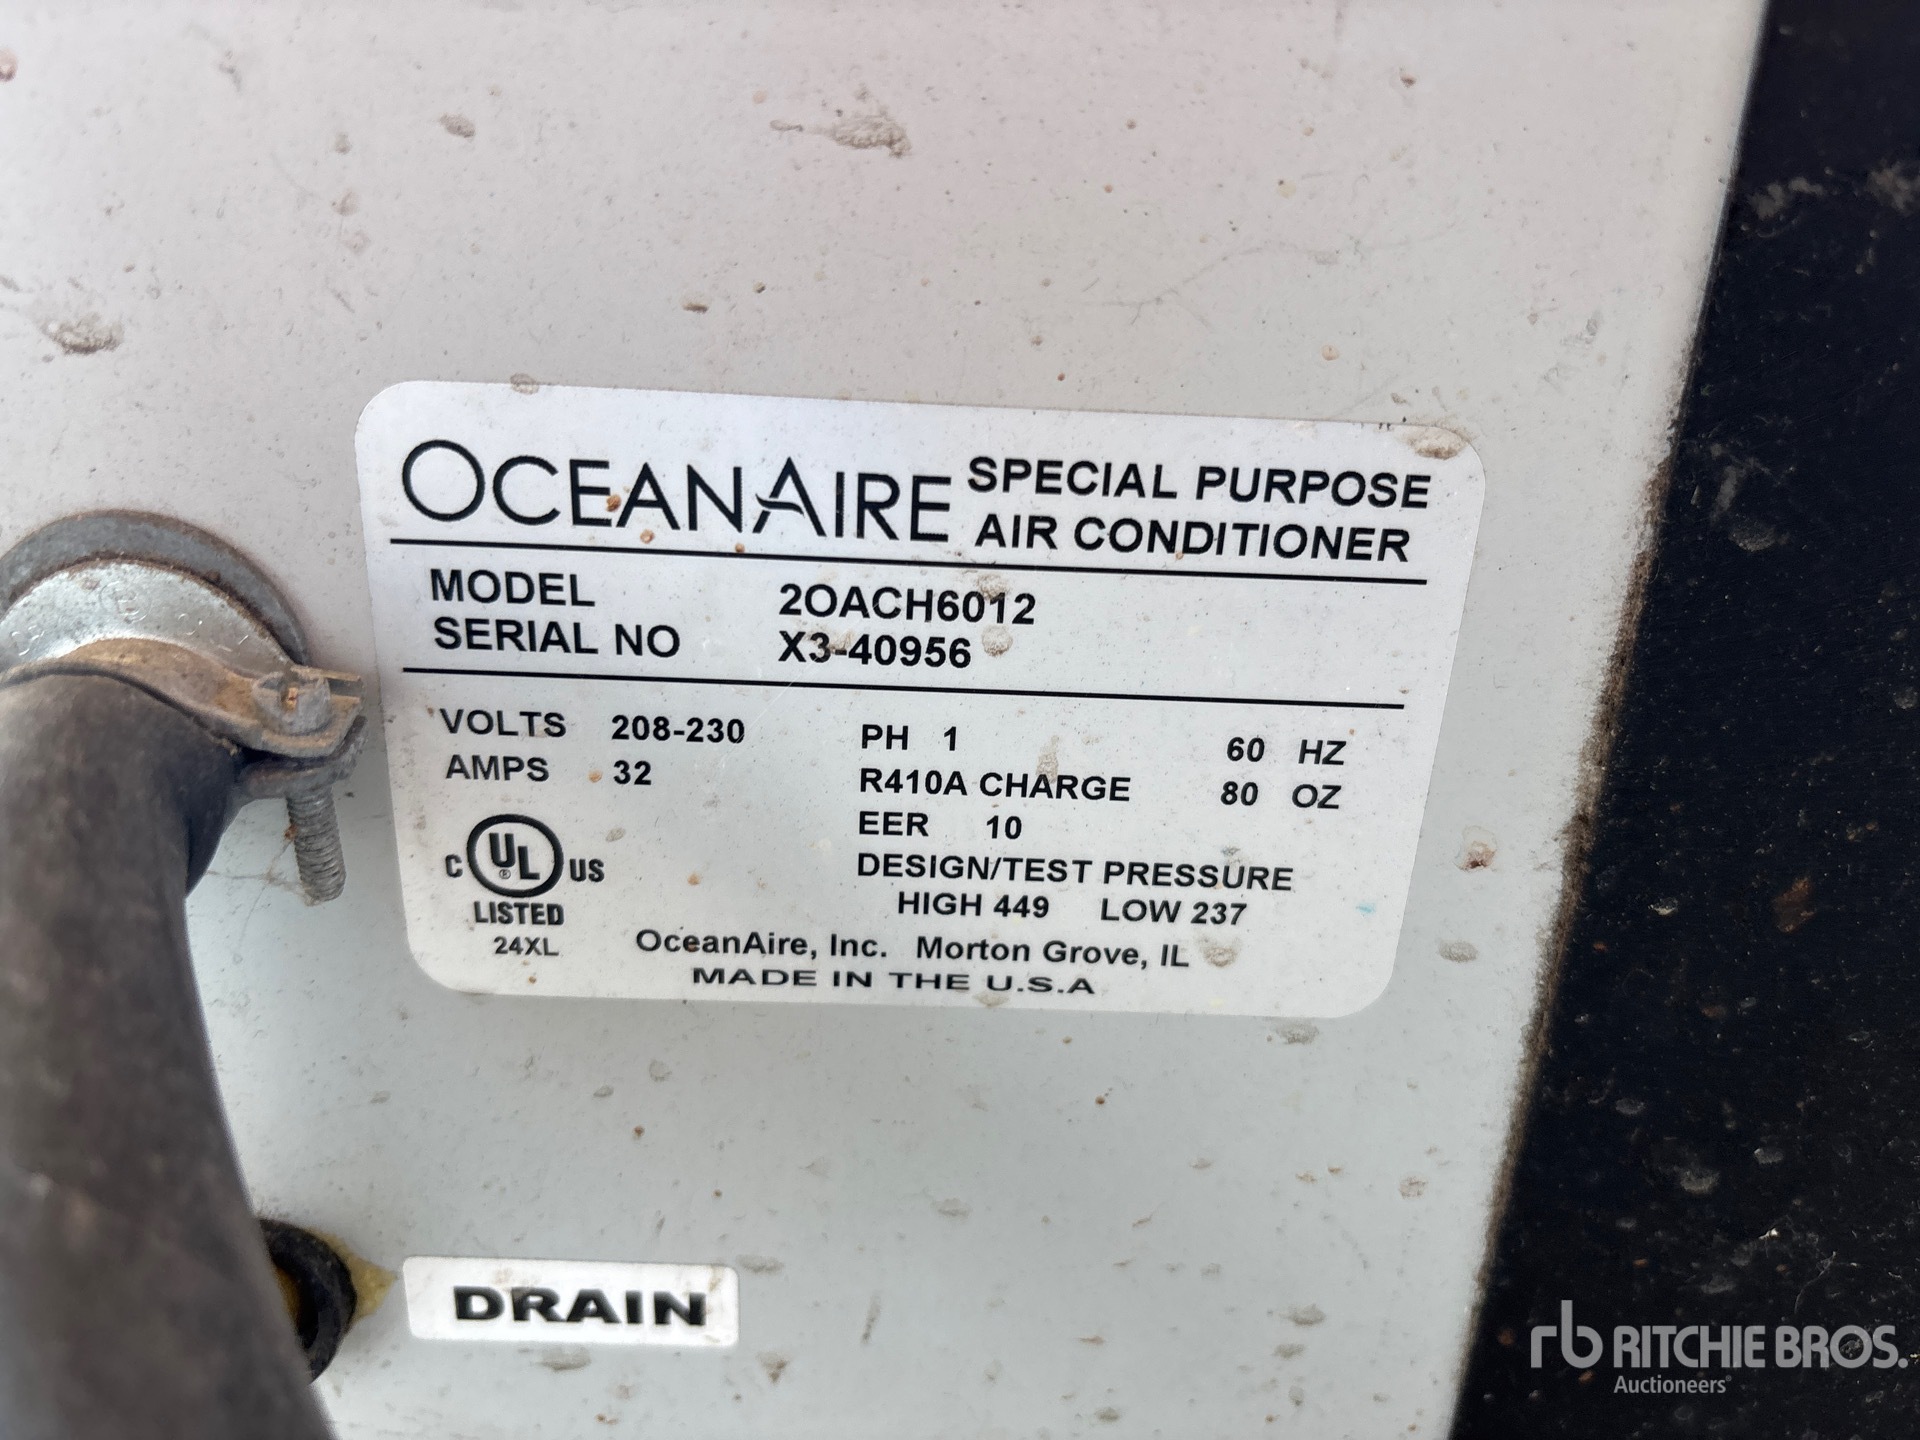 OCEANAIRE SPECIAL PURPOSE
AIR CONDITIONER
MODEL 2OACH6012
SERIAL NO X3-40956
VOLTS 208-230 PH 1 60 HZ
AMPS 32 R410A CHARGE 80 OZ
EER 10
C UL ® US DESIGN/TEST PRESSURE
LISTED HIGH 449 LOW 237
24XL OceanAire, Inc. Morton Grove, IL
MADE IN THE U.S.A
DRAIN
rb RITCHIE BROS.
Auctioneers